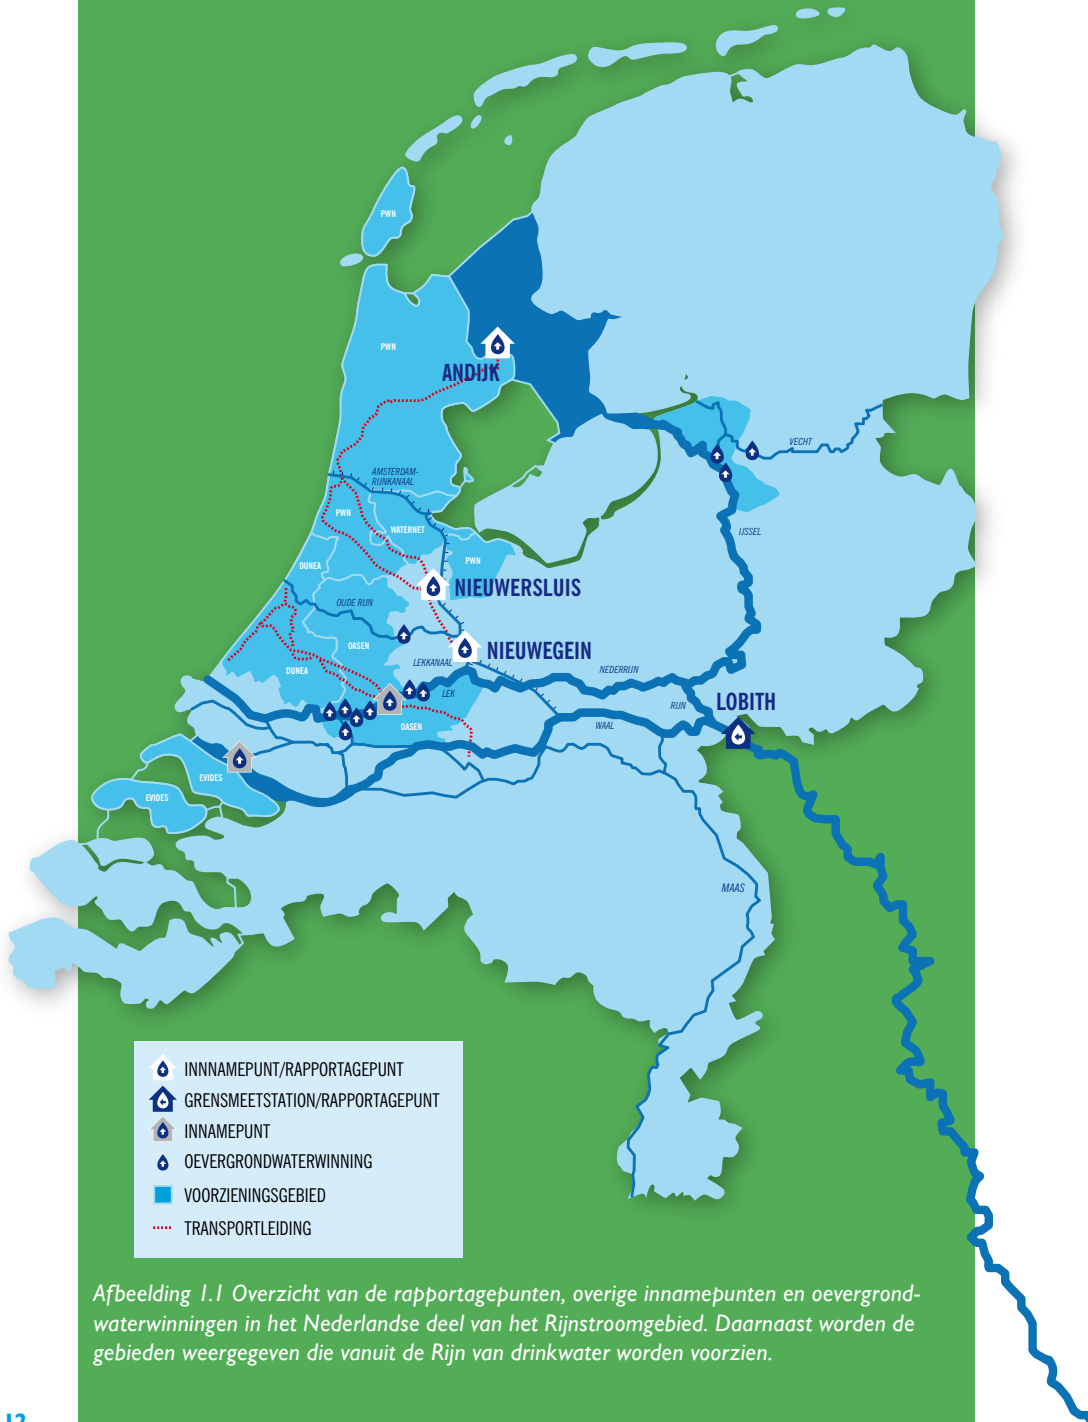 PWN
PWN
ANDIJK
VECHT
AMSTERDAM-
RIJNKANAAL
PWN
WATERNET
IJSSEL
PWN
DUNEA
NIEUWERSLUIS
OUDE RIJN
OASEN
NIEUWEGEIN
LEKKANAAL
DUNEA
NEDERRIJN
LEK
RIJN
LOBITH
OASEN
WAAL
EVIDES
EVIDES
MAAS
INNNAMEPUNT/RAPPORTAGEPUNT
GRENSMEETSTATION/RAPPORTAGEPUNT
INNAMEPUNT
OEVERGRONDWATERWINNING
VOORZIENINGSGEBIED
TRANSPORTLEIDING
Afbeelding 1.1 Overzicht van de rapportagepunten, overige innamepunten en oevergrond-
waterwinningen in het Nederlandse deel van het Rijnstroomgebied. Daarnaast worden de
gebieden weergegeven die vanuit de Rijn van drinkwater worden voorzien.
12